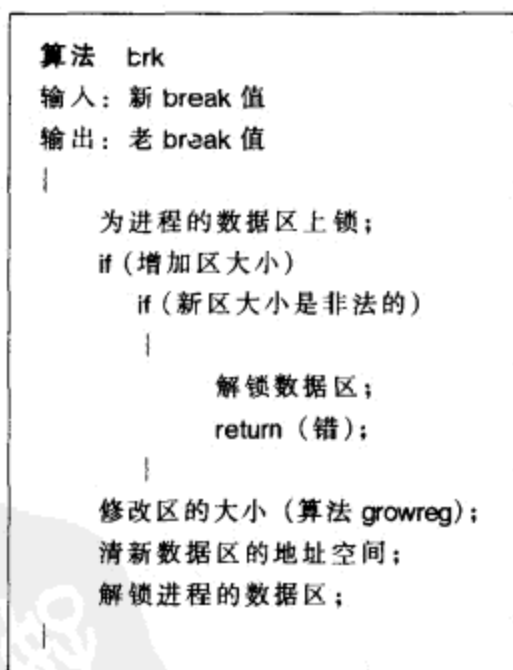 算法 brk
输入：新 break 值
输出：老 break 值
{
为进程的数据区上锁；
if (增加区大小)
if (新区大小是非法的)
{
解锁数据区；
return (错)；
}
修改区的大小 (算法 growreg)；
清新数据区的地址空间；
解锁进程的数据区；
}